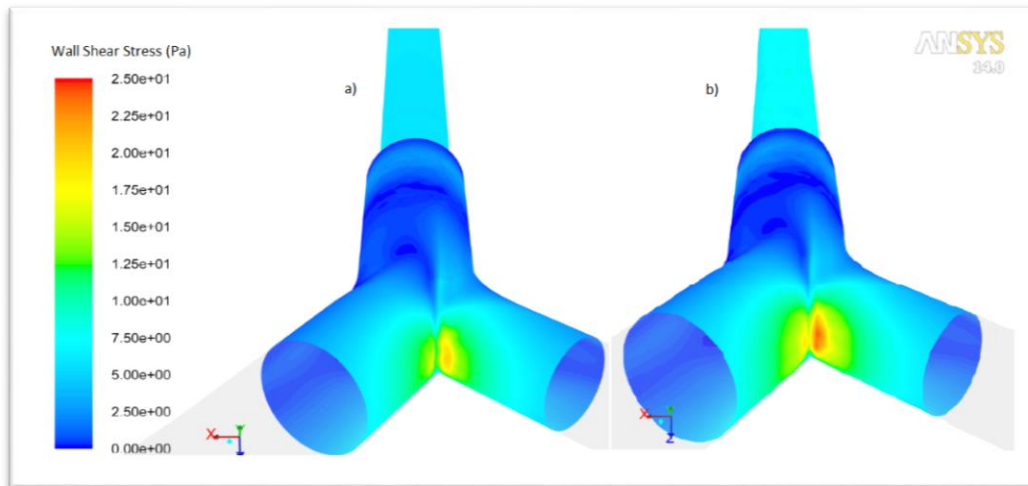 Wall Shear Stress (Pa)
2.50e+01
2.25e+01
2.00e+01
1.75e+01
1.50e+01
1.25e+01
1.00e+01
7.50e+00
5.00e+00
2.50e+00
0.00e+00
a)
b)
ANSYS
14.0
X
Y
X
Y
Z